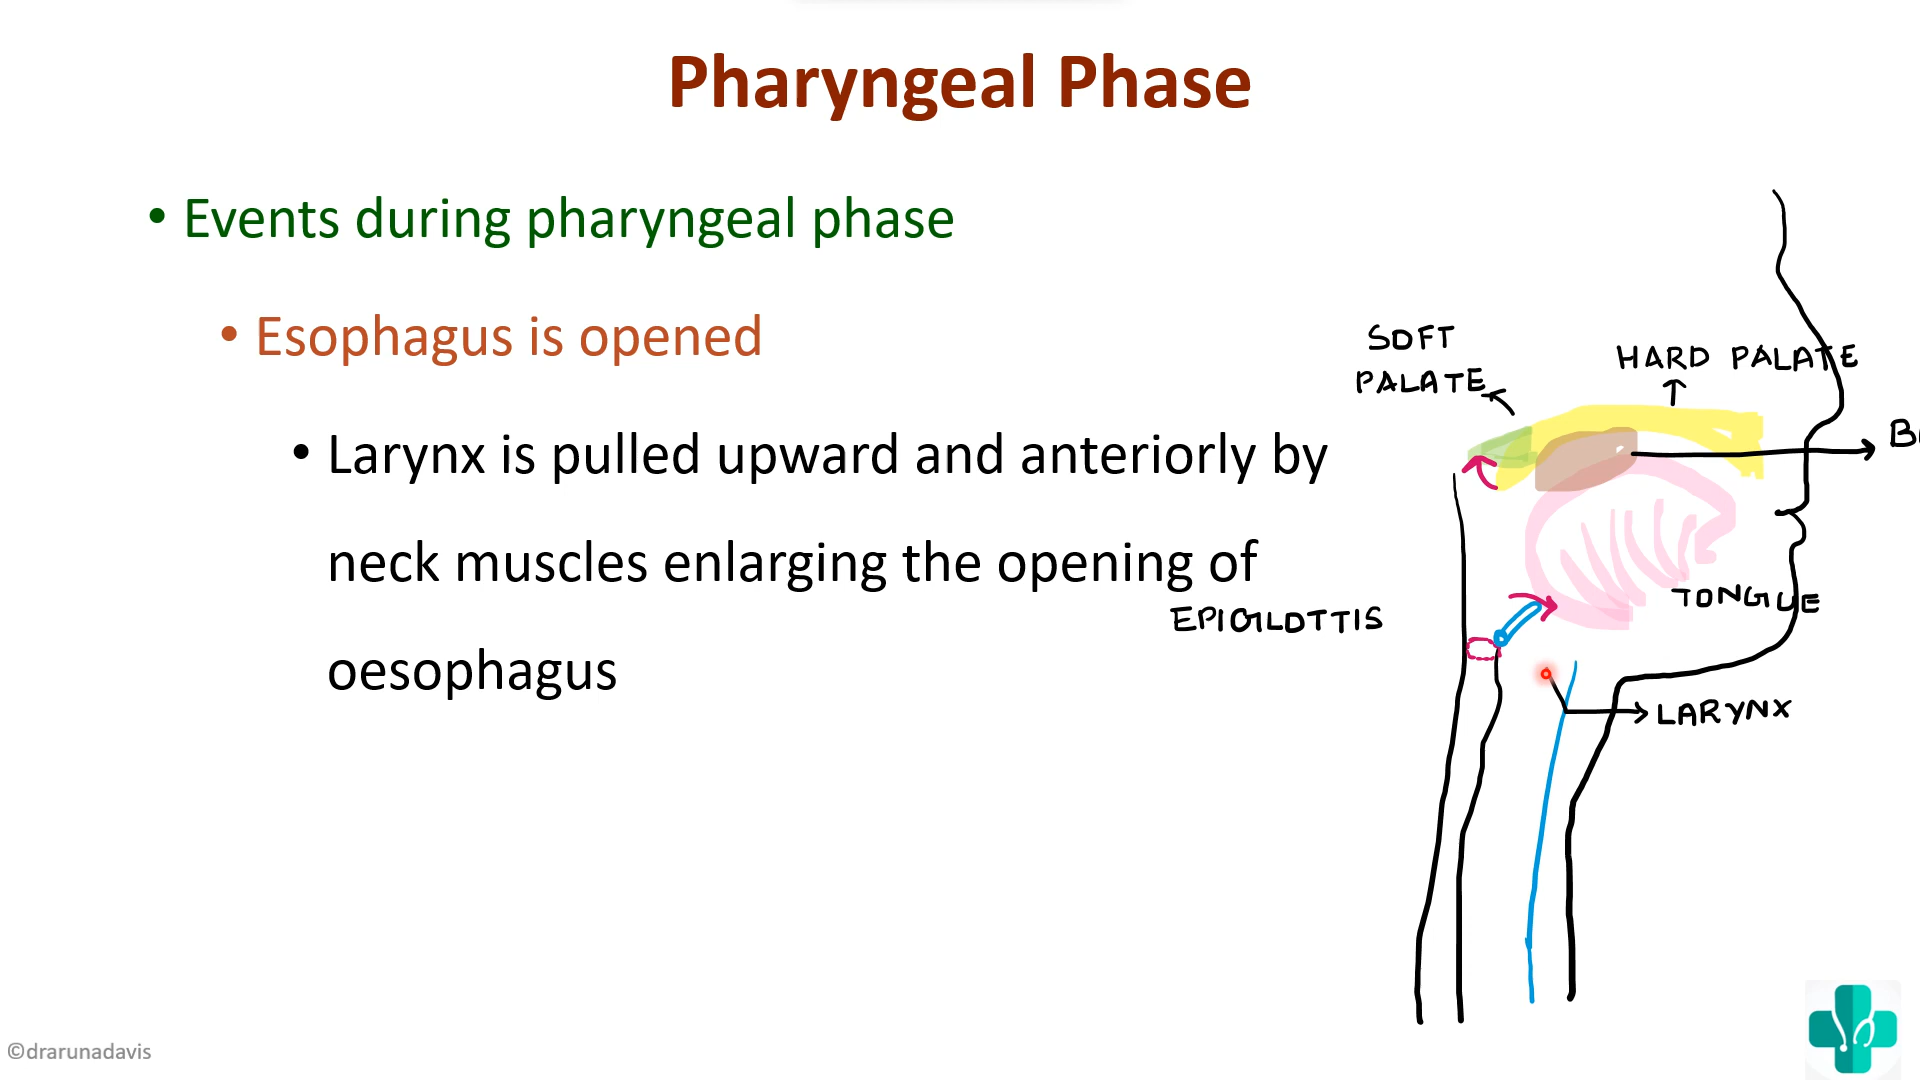 Pharyngeal Phase
• Events during pharyngeal phase
• Esophagus is opened
• Larynx is pulled upward and anteriorly by
neck muscles enlarging the opening of
oesophagus
SOFT
PALATE
HARD PALATE
TONGUE
EPIGLOTTIS
LARYNX
©drarunadavis